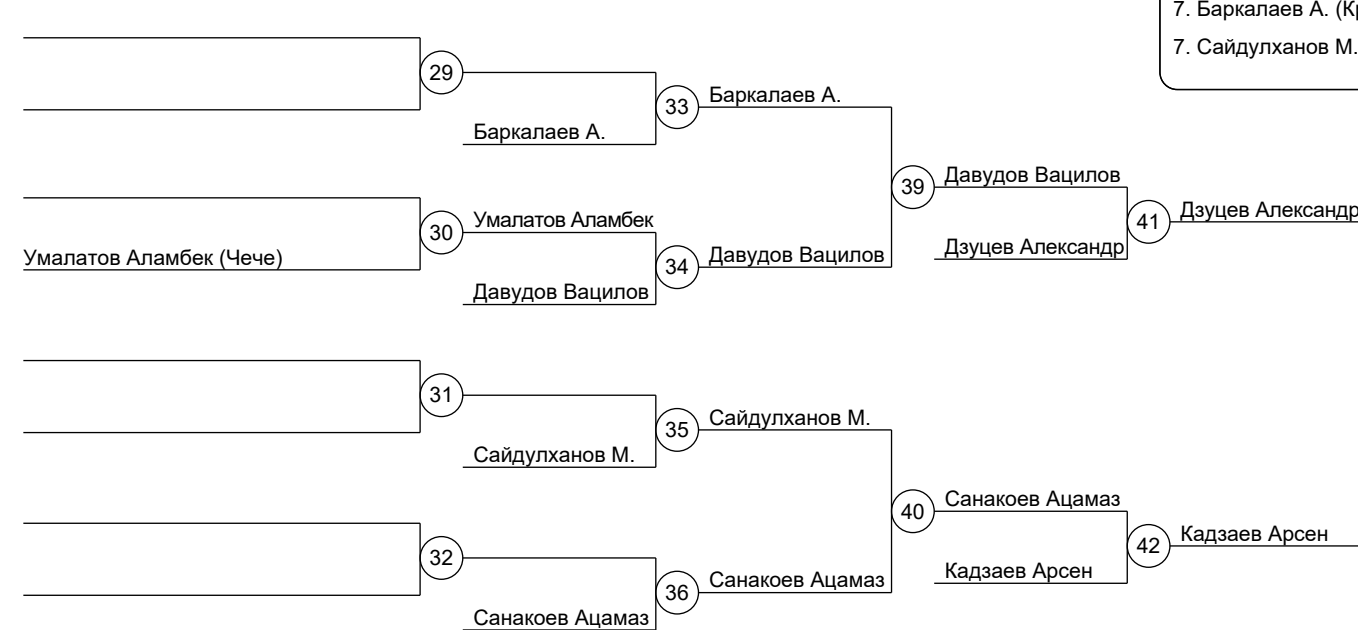 7. Баркалаев А. (Кр
7. Сайдулханов М.
29
Баркалаев А.
33
Баркалаев А.
Умалатов Аламбек (Чече)
30
Умалатов Аламбек
Давудов Вацилов
34
Давудов Вацилов
39
Давудов Вацилов
Дзуцев Александр
41
Дзуцев Александр
31
Сайдулханов М.
35
Сайдулханов М.
32
Санакоев Ацамаз
36
Санакоев Ацамаз
40
Санакоев Ацамаз
Кадзаев Арсен
42
Кадзаев Арсен